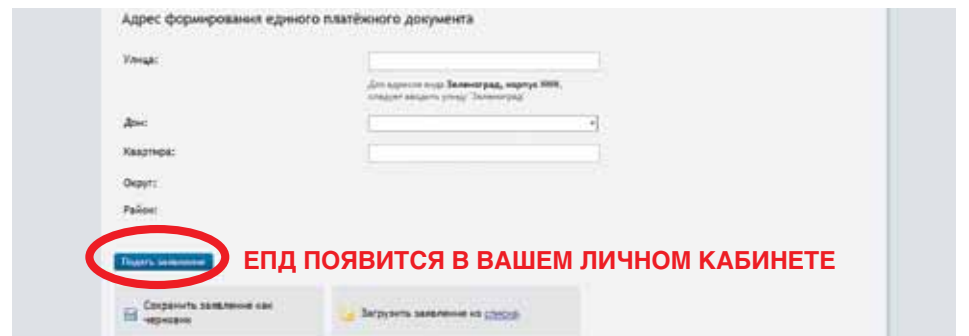 Адрес формирования единого платёжного документа
Улица:
Для адресов вида Зеленоград, корпус NNN,
следует вводить улицу "Зеленоград"
Дом:
Квартира:
Округ:
Район:
Подать заявление
ЕПД ПОЯВИТСЯ В ВАШЕМ ЛИЧНОМ КАБИНЕТЕ
Сохранить заявление как
черновик
Загрузить заявление из списка